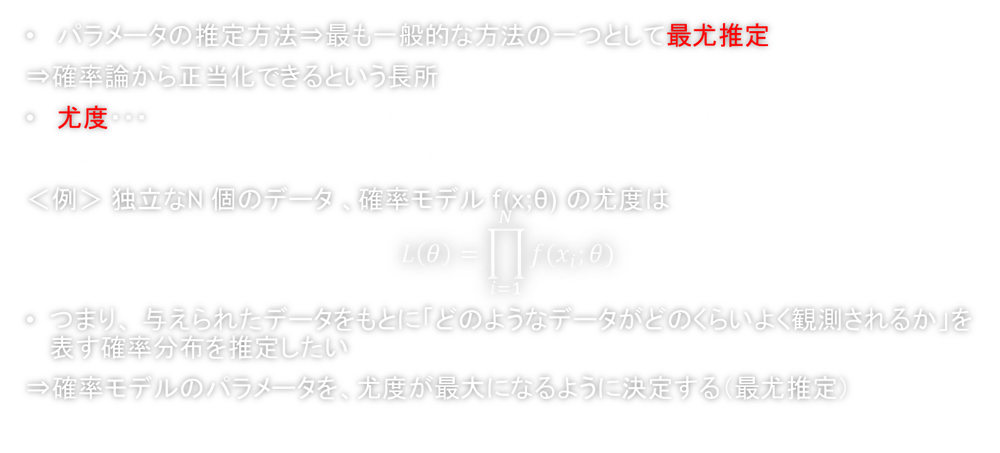 • パラメータの推定方法⇒最も一般的な方法の一つとして最尤推定
⇒確率論から正当化できるという長所
• 尤度・・・
＜例＞ 独立なN 個のデータ 、確率モデル f(x;θ) の尤度は
L(θ) = ∏_{i=1}^{N} f(x_i; θ)
• つまり、与えられたデータをもとに「どのようなデータがどのくらいよく観測されるか」を
表す確率分布を推定したい
⇒確率モデルのパラメータを、尤度が最大になるように決定する（最尤推定）